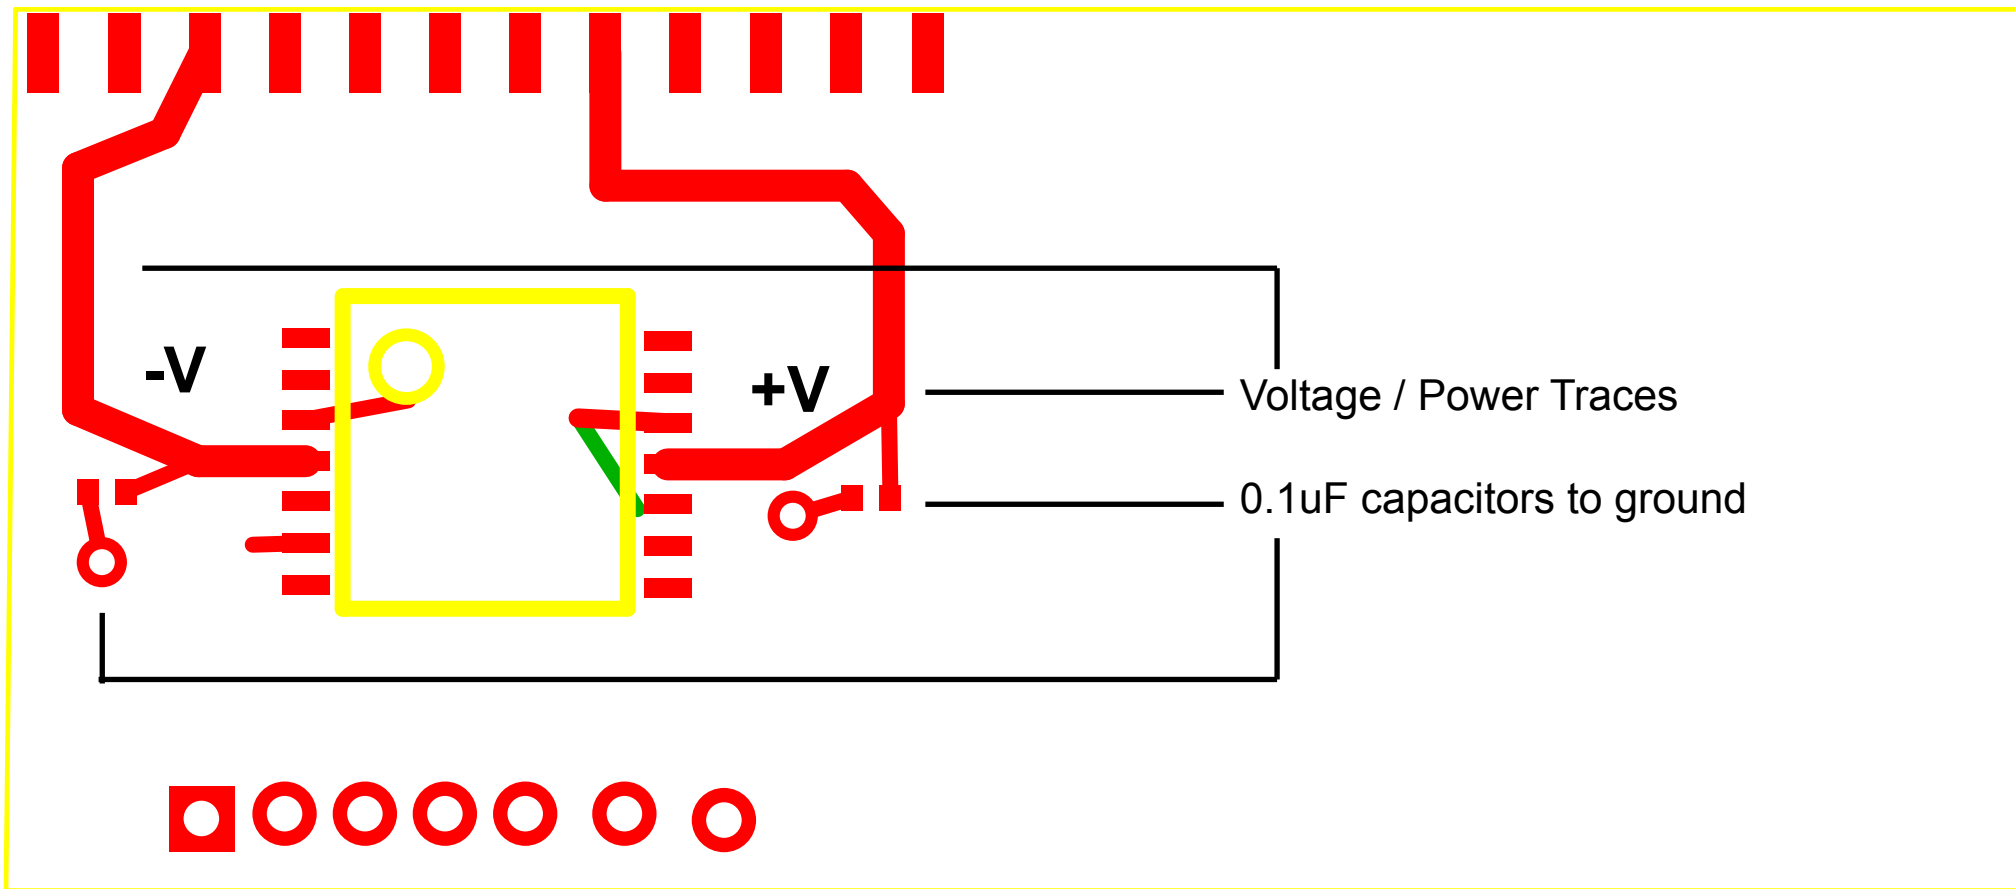 -V
+V
Voltage / Power Traces
0.1uF capacitors to ground